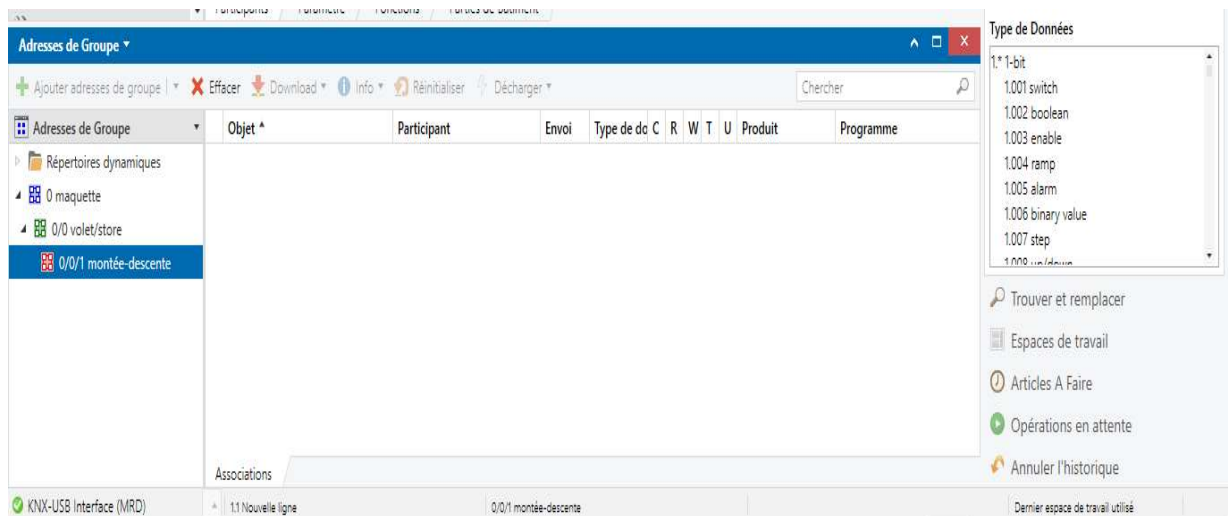 Participants Paramètre Fonctions Parties de bâtiment
Adresses de Groupe
Ajouter adresses de groupe Effacer Download Info Réinitialiser Décharger Chercher
Adresses de Groupe Objet Participant Envoi Type de do C R W T U Produit Programme
Répertoires dynamiques
0 maquette
0/0 volet/store
0/0/1 montée-descente
Associations
Type de Données
1.* 1-bit
1.001 switch
1.002 boolean
1.003 enable
1.004 ramp
1.005 alarm
1.006 binary value
1.007 step
1.008 up/down
Trouver et remplacer
Espaces de travail
Articles A Faire
Opérations en attente
Annuler l'historique
KNX-USB Interface (MRD) 1.1 Nouvelle ligne 0/0/1 montée-descente Dernier espace de travail utilisé